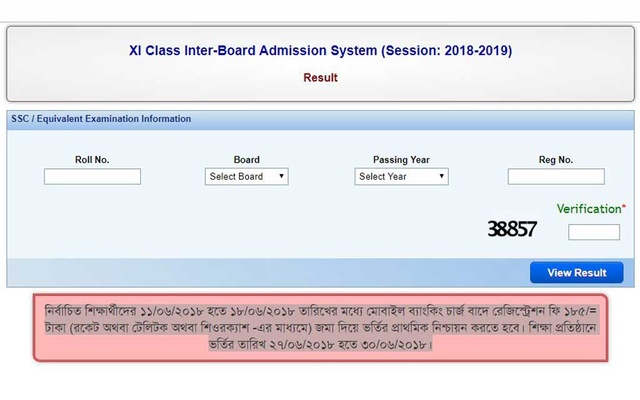 XI Class Inter-Board Admission System (Session: 2018-2019)
Result
SSC / Equivalent Examination Information
Roll No. Board Passing Year Reg No.
Select Board Select Year
Verification*
38857
View Result
নির্বাচিত শিক্ষার্থীদের ১১/০৬/২০১৮ হতে ১৮/০৬/২০১৮ তারিখের মধ্যে মোবাইল ব্যাংকিং চার্জ বাদে রেজিস্ট্রেশন ফি ১৮৫/=
টাকা (রকেট অথবা টেলিটক অথবা শিওরক্যাশ -এর মাধ্যমে) জমা দিয়ে ভর্তির প্রাথমিক নিশ্চায়ন করতে হবে। শিক্ষা প্রতিষ্ঠানে
ভর্তির তারিখ ২৭/০৬/২০১৮ হতে ৩০/০৬/২০১৮।